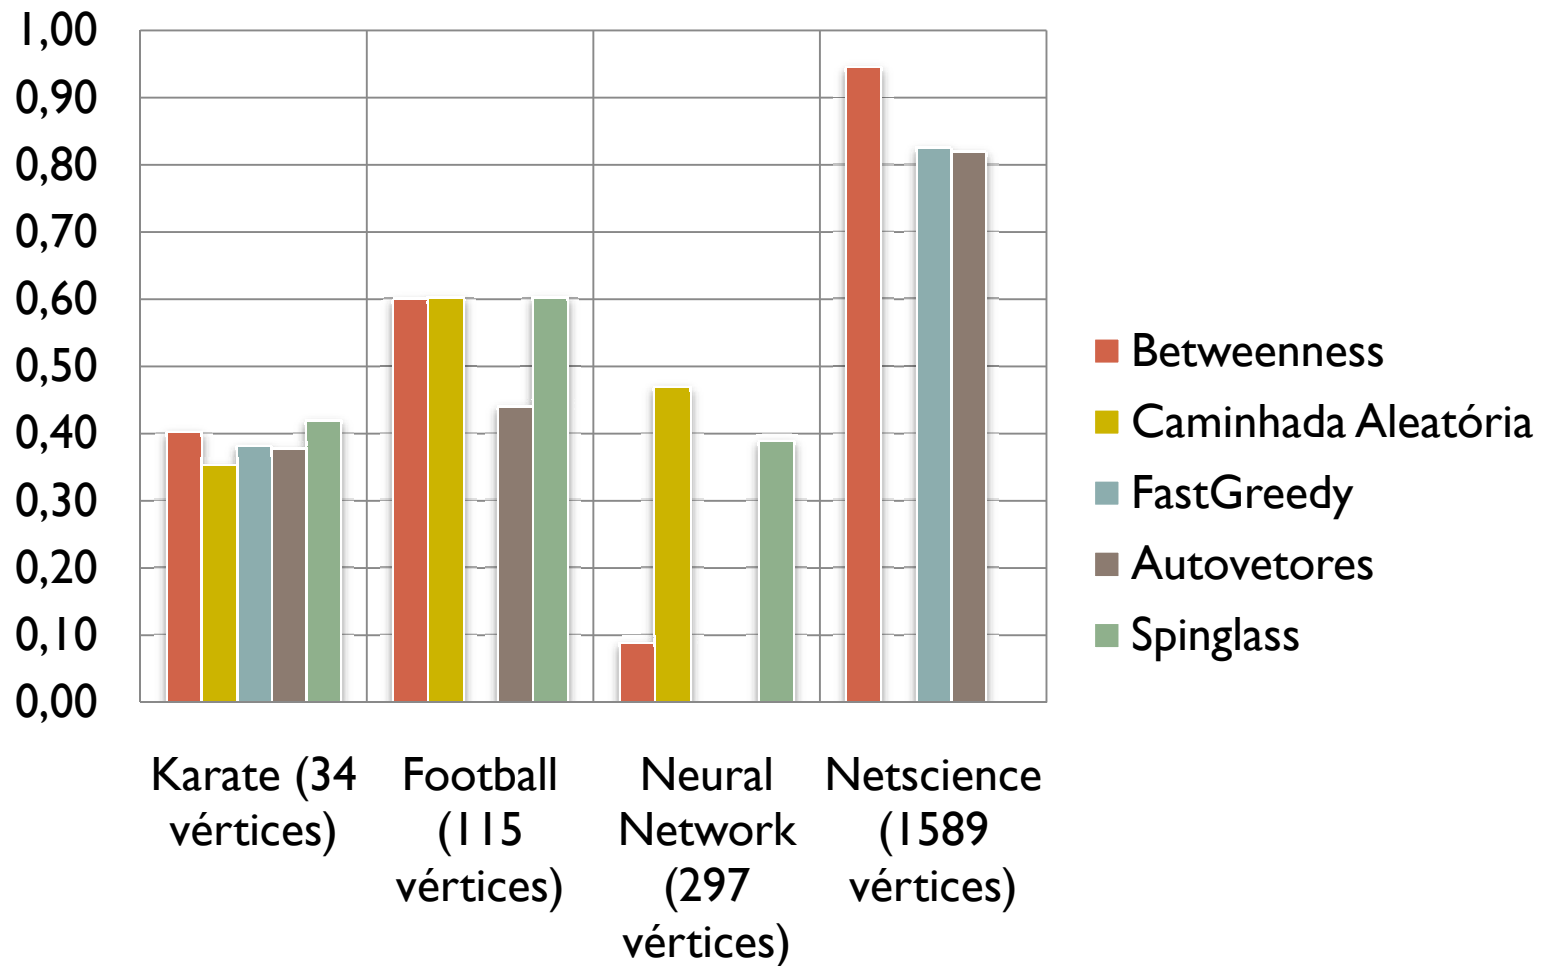 1,00
0,90
0,80
0,70
0,60
0,50
0,40
0,30
0,20
0,10
0,00
Karate (34
vértices)
Football
(115
vértices)
Neural
Network
(297
vértices)
Netscience
(1589
vértices)
Betweenness
Caminhada Aleatória
FastGreedy
Autovetores
Spinglass